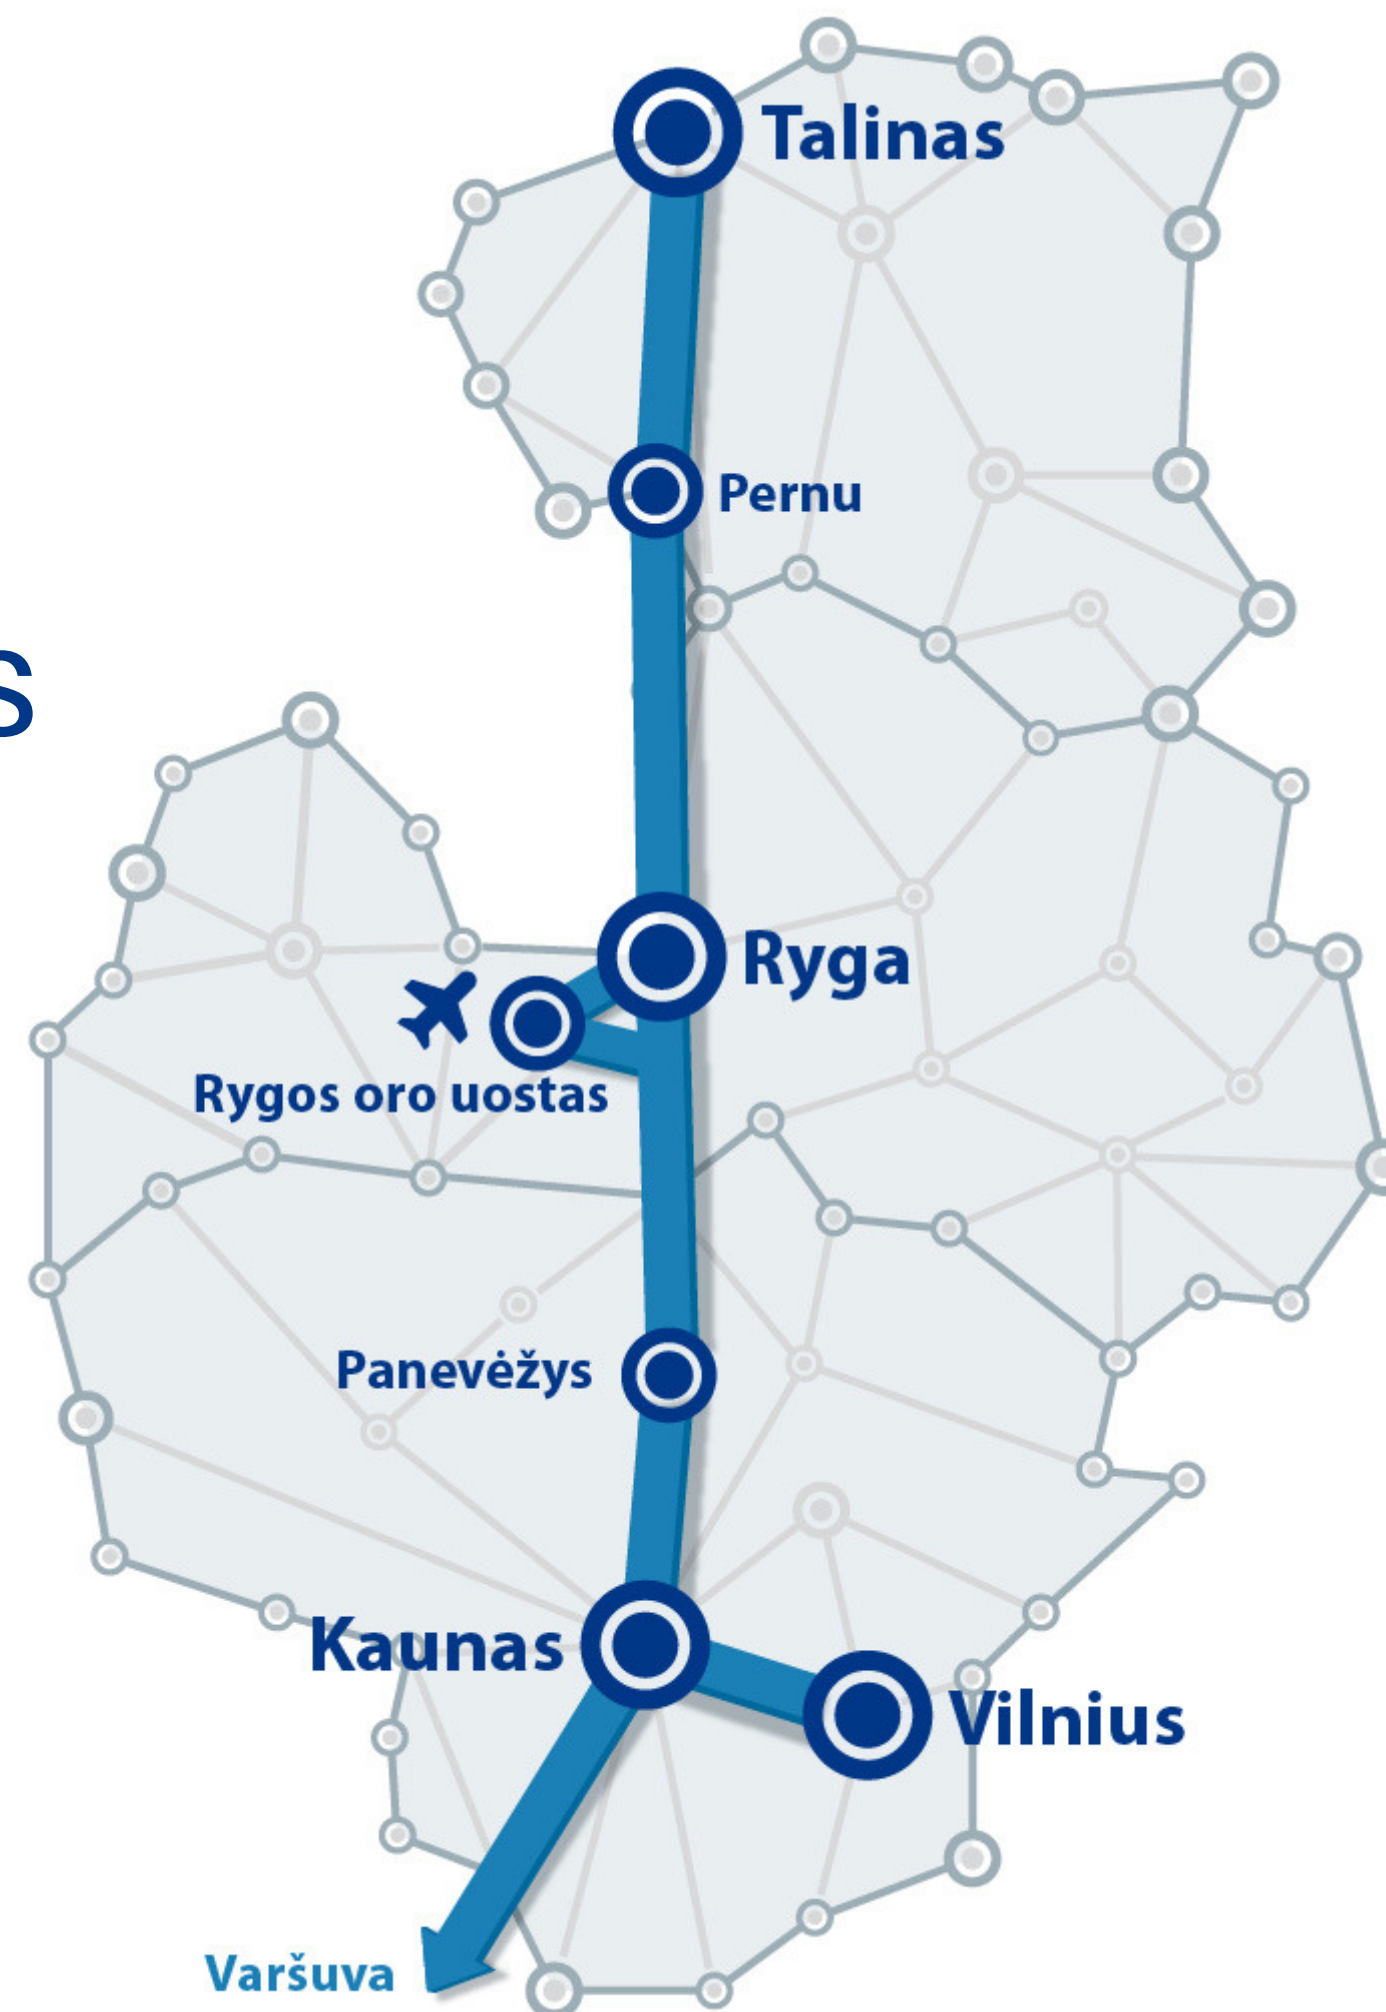 Talinas
Pernu
s
Ryga
Rygos oro uostas
Panevėžys
Kaunas
Vilnius
Varšuva